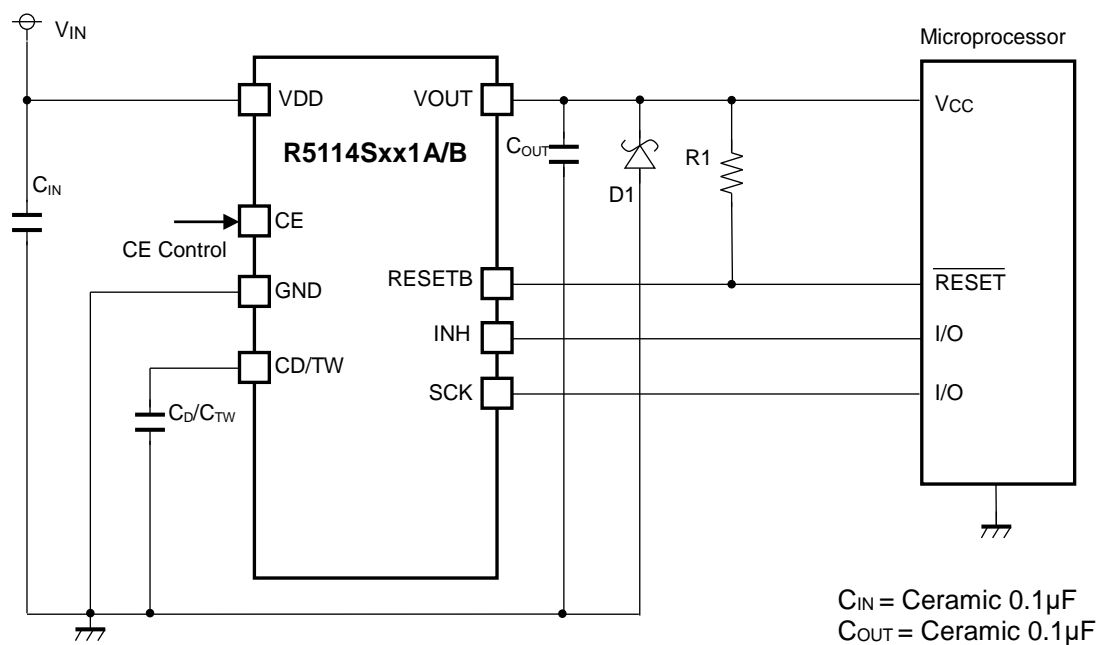 VIN
Microprocessor
VDD
VOUT
VCC
R5114Sxx1A/B
COUT
R1
CIN
D1
CE
CE Control
GND
RESETB
RESET
INH
I/O
CD/TW
SCK
I/O
CD/CTW
CIN = Ceramic 0.1µF
COUT = Ceramic 0.1µF